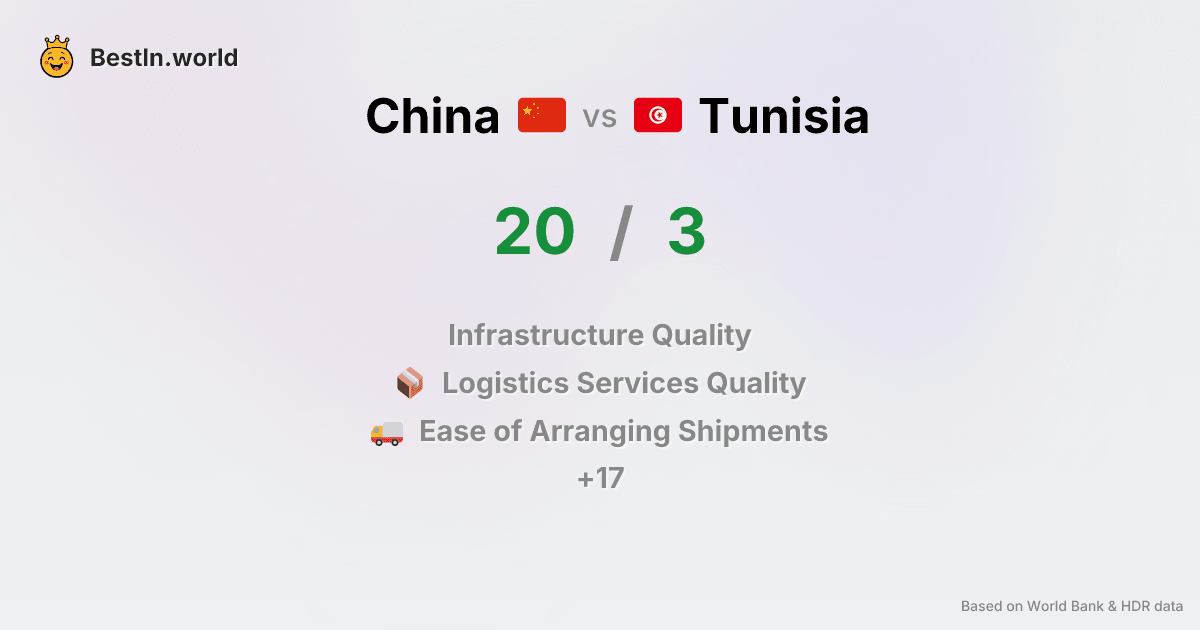 BestIn.world
China vs Tunisia
20 / 3
Infrastructure Quality
Logistics Services Quality
Ease of Arranging Shipments
+17
Based on World Bank & HDR data